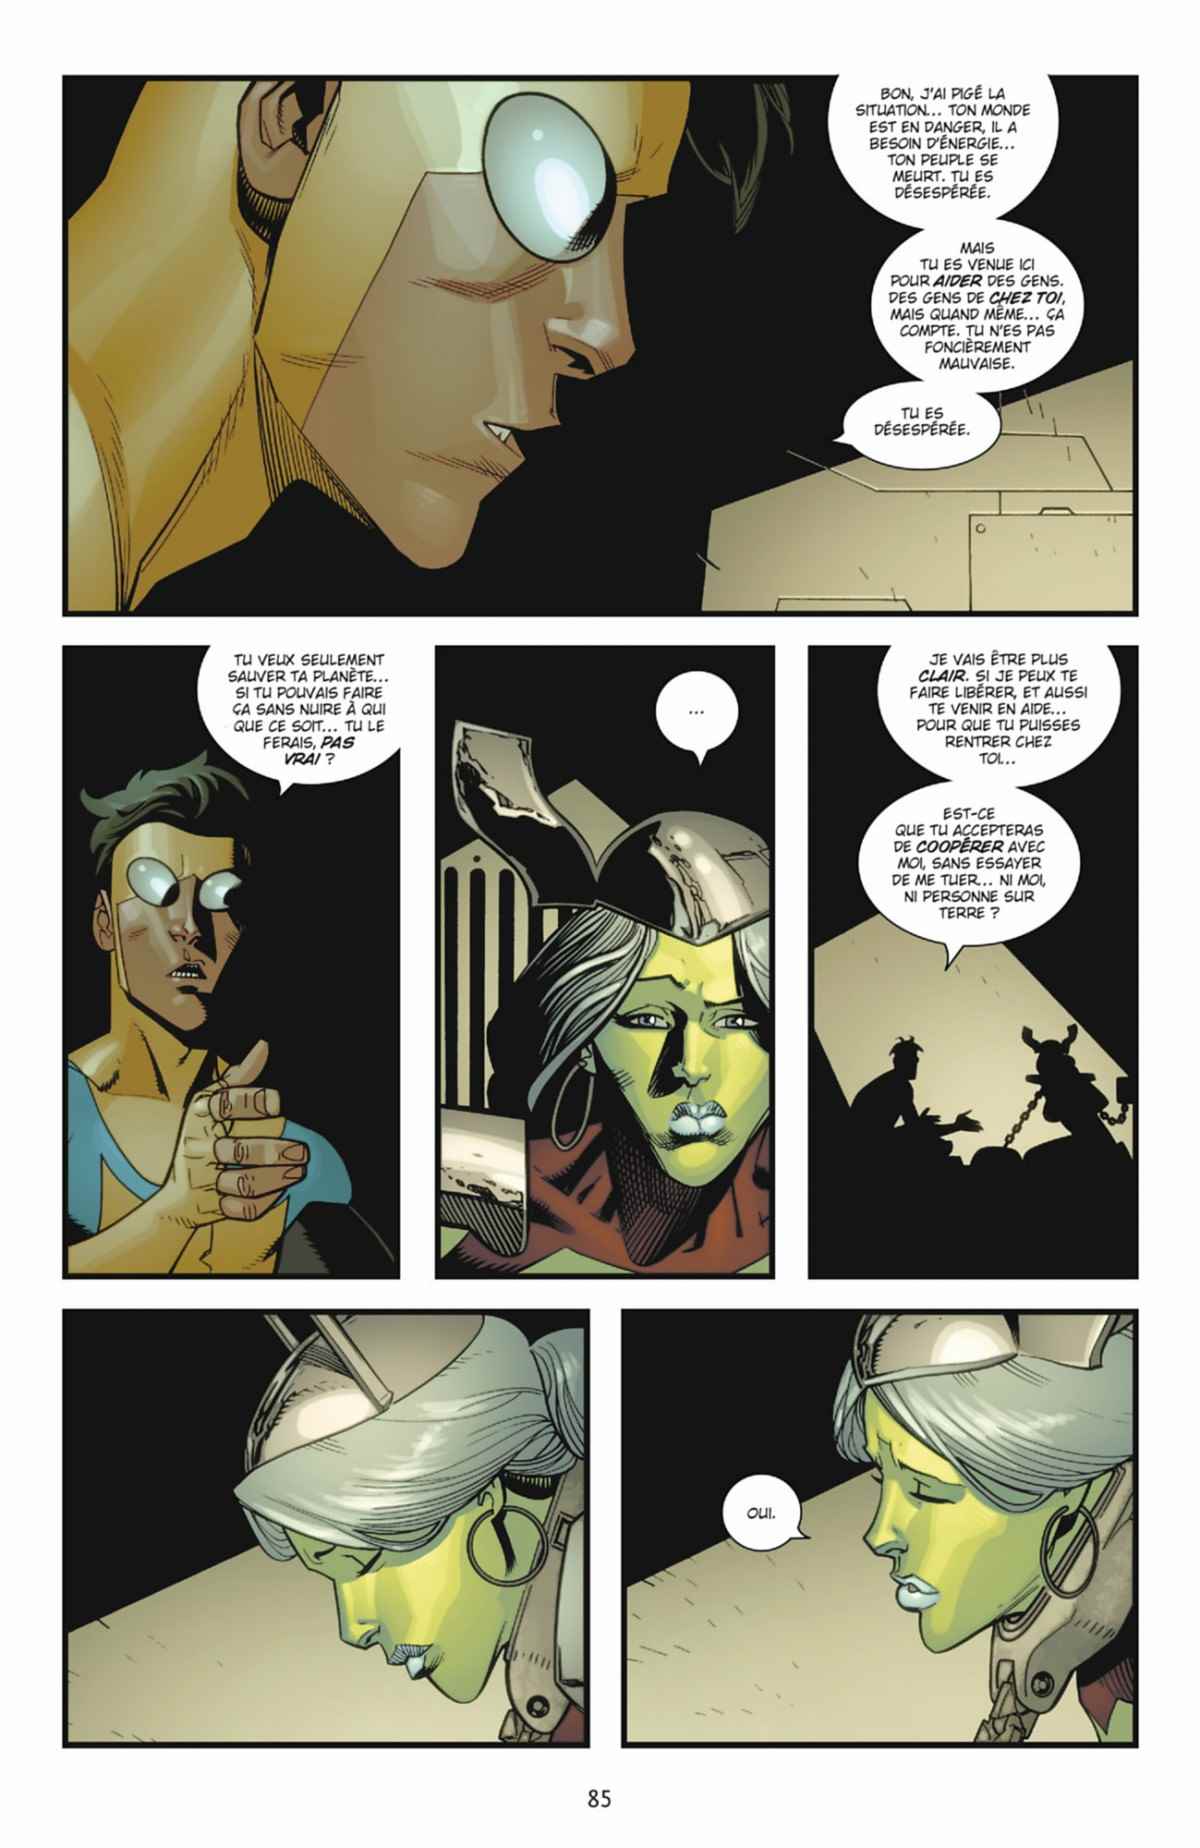 BON, J'AI PIGÉ LA
SITUATION... TON MONDE
EST EN DANGER, IL A
BESOIN D'ÉNERGIE...
TON PEUPLE SE
MEURT. TU ES
DÉSESPÉRÉE.
MAIS
TU ES VENUE ICI
POUR AIDER DES GENS.
DES GENS DE CHEZ TOI,
MAIS QUAND MÊME... ÇA
COMPTE. TU N'ES PAS
FONCIÈREMENT
MAUVAISE.
TU ES
DÉSESPÉRÉE.
TU VEUX SEULEMENT
SAUVER TA PLANÈTE...
SI TU POUVAIS FAIRE
ÇA SANS NUIRE À QUI
QUE CE SOIT... TU LE
FERAIS, PAS
VRAI ?
...
JE VAIS ÊTRE PLUS
CLAIR. SI JE PEUX TE
FAIRE LIBÉRER, ET AUSSI
TE VENIR EN AIDE...
POUR QUE TU PUISSES
RENTRER CHEZ
TOI...
EST-CE
QUE TU ACCEPTERAS
DE COOPÉRER AVEC
MOI, SANS ESSAYER
DE ME TUER... NI MOI,
NI PERSONNE SUR
TERRE ?
OUI.
85